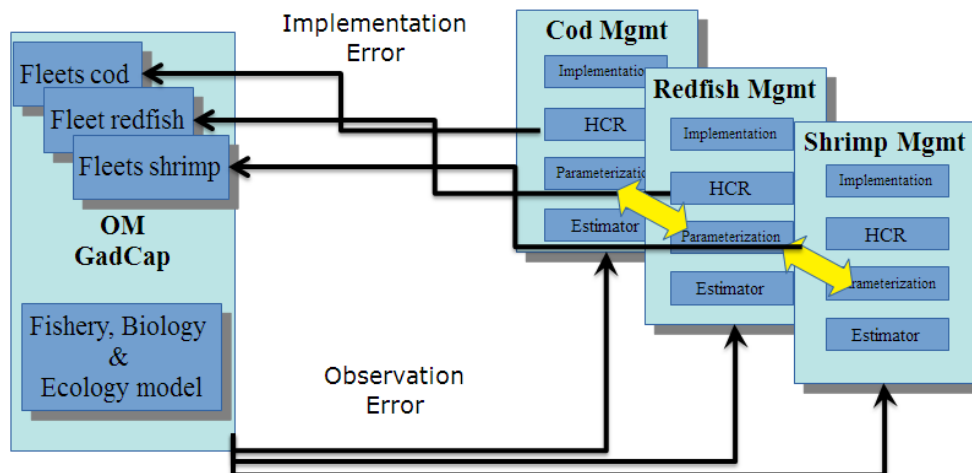 Implementation
Error
Fleets cod
Fleet redfish
Fleets shrimp
OM
GadCap
Fishery, Biology
&
Ecology model
Observation
Error
Cod Mgmt
Implementation
HCR
Parameterization
Estimator
Redfish Mgmt
Implementation
HCR
Parameterization
Estimator
Shrimp Mgmt
Implementation
HCR
Parameterization
Estimator